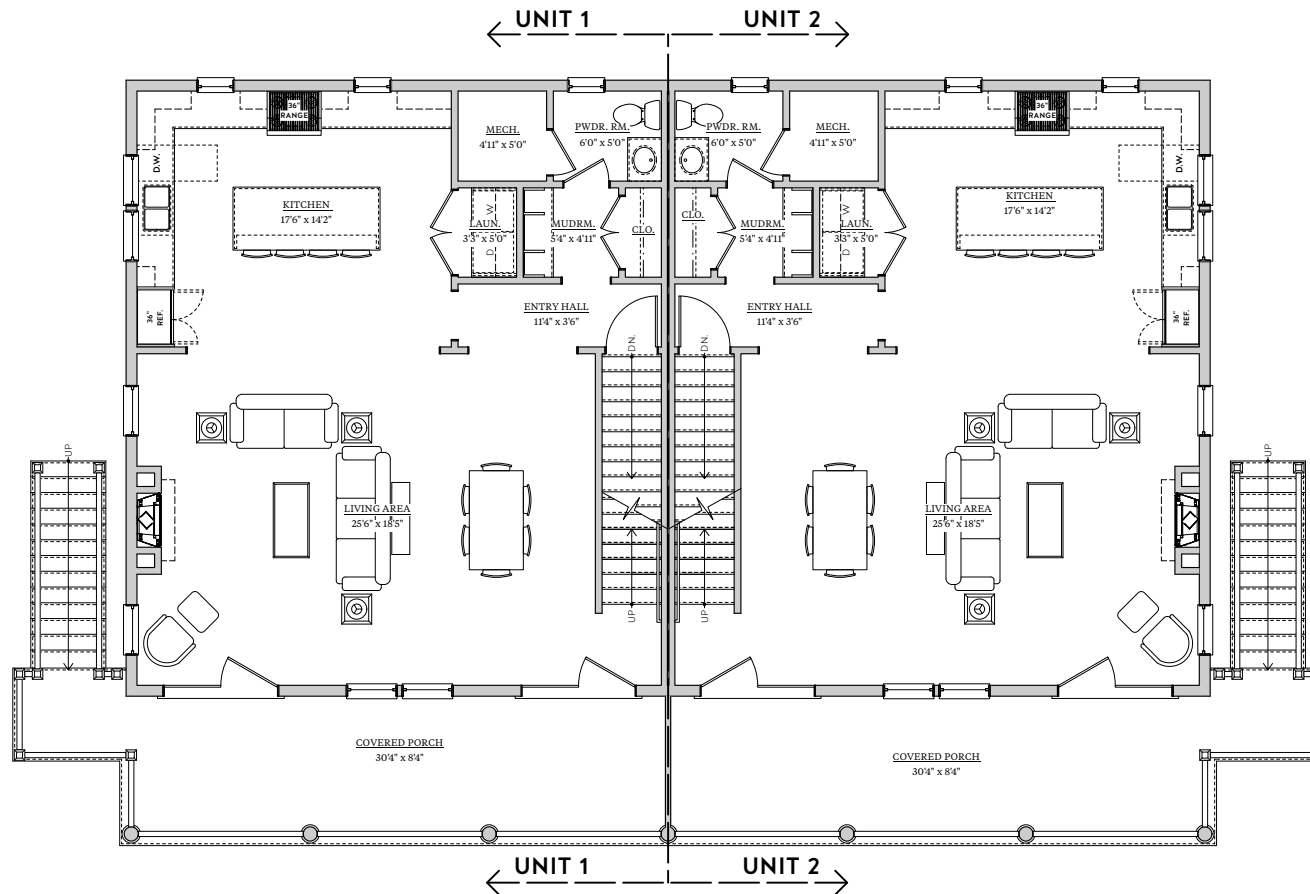 UNIT 1
UNIT 2
36"
RANGE
MECH.
4'11" x 5'0"
PWDR. RM.
6'0" x 5'0"
PWDR. RM.
6'0" x 5'0"
MECH.
4'11" x 5'0"
36"
RANGE
D.W.
D.W.
KITCHEN
17'6" x 14'2"
LAUN.
3'3" x 5'0"
W
D
MUDRM.
5'4" x 4'11"
CLO.
CLO.
MUDRM.
5'4" x 4'11"
LAUN.
3'3" x 5'0"
W
D
KITCHEN
17'6" x 14'2"
36"
REF.
ENTRY HALL
11'4" x 3'6"
ENTRY HALL
11'4" x 3'6"
36"
REF.
DN.
DN.
UP
UP
LIVING AREA
25'6" x 18'5"
LIVING AREA
25'6" x 18'5"
UP
UP
COVERED PORCH
30'4" x 8'4"
COVERED PORCH
30'4" x 8'4"
UNIT 1
UNIT 2